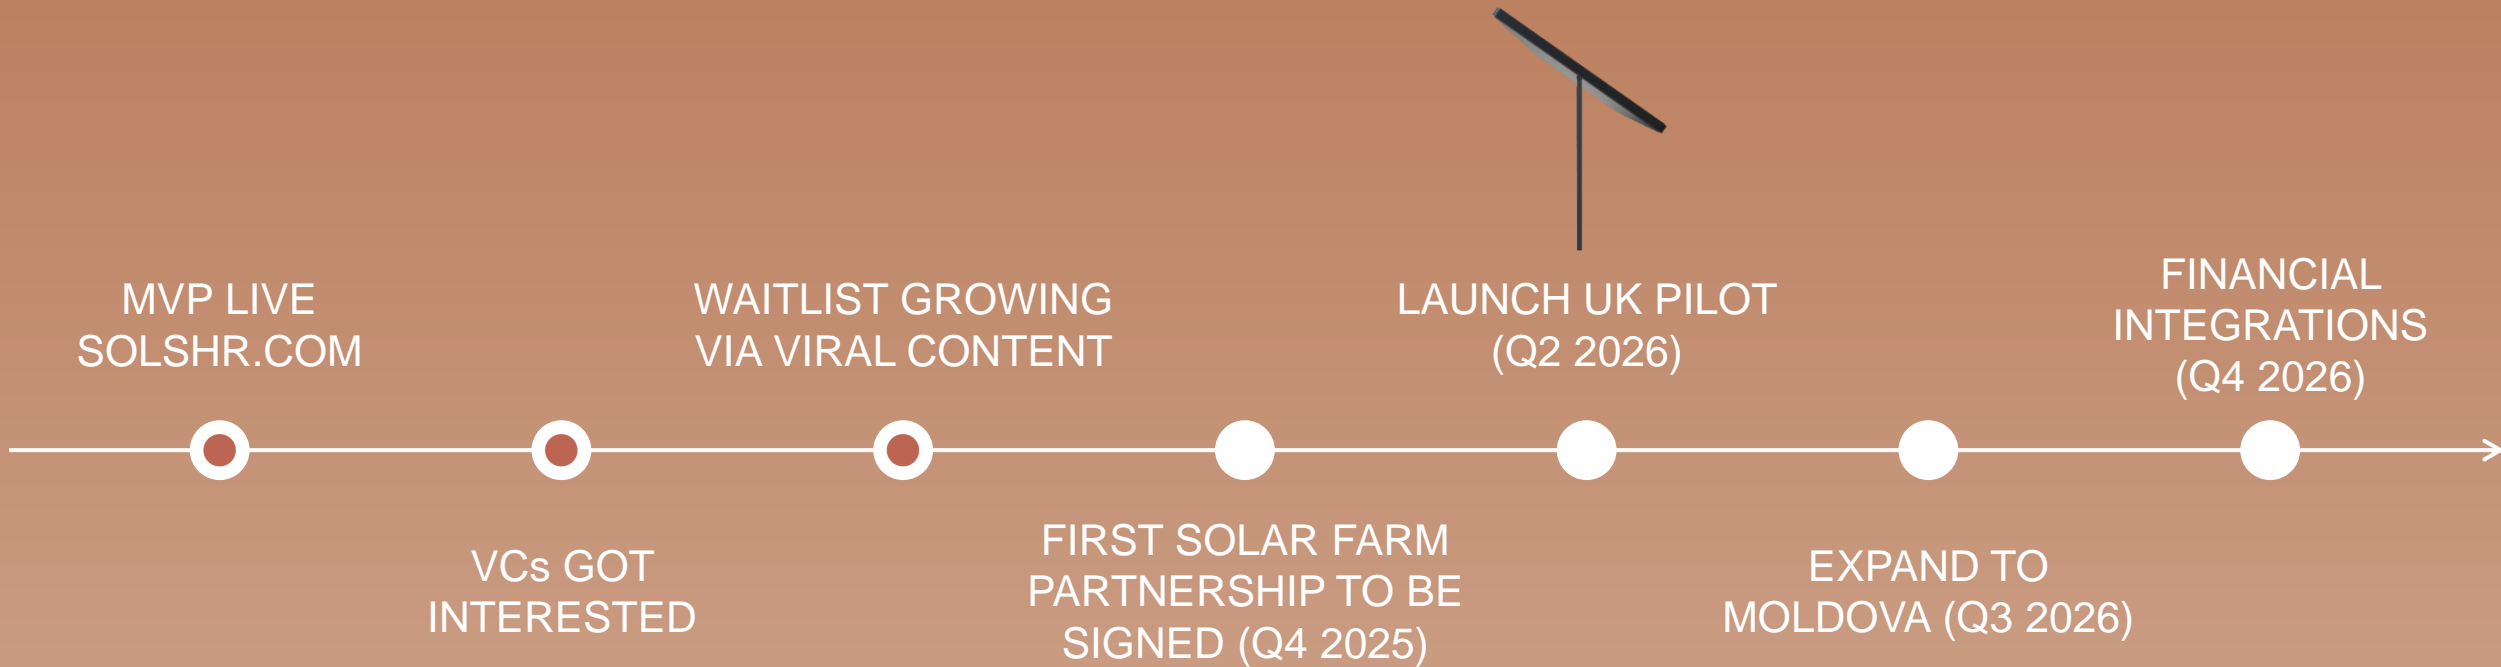 MVP LIVE
SOLSHR.COM
VCs GOT
INTERESTED
WAITLIST GROWING
VIA VIRAL CONTENT
FIRST SOLAR FARM
PARTNERSHIP TO BE
SIGNED (Q4 2025)
LAUNCH UK PILOT
(Q2 2026)
EXPAND TO
MOLDOVA (Q3 2026)
FINANCIAL
INTEGRATIONS
(Q4 2026)